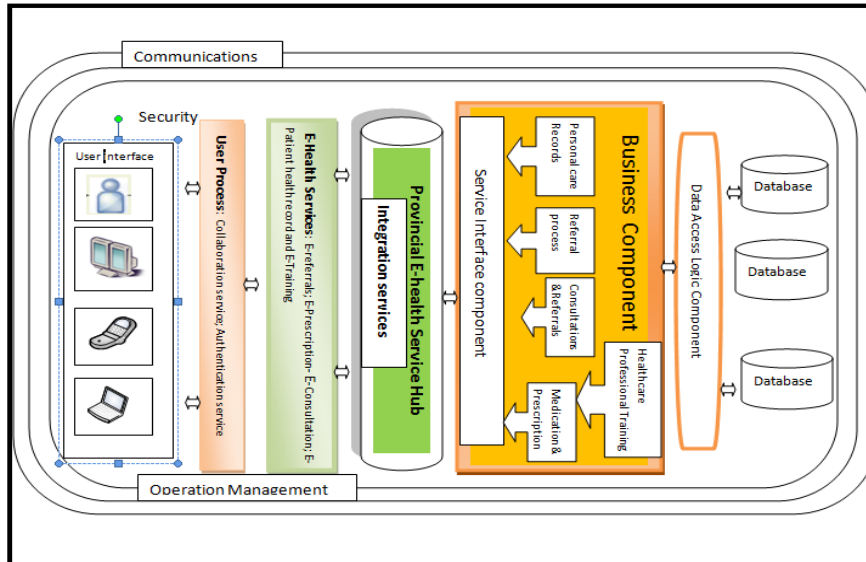 Communications
Security
User Interface
User Process: Collaboration service; Authentication service
E-Health Services: E-referrals; E-Prescription- E-Consultation; E-
Patient health record and E-Training
Provincial E-health Service Hub
Integration services
Business Component
Personal care
Records
Referral
process
Consultations
&Referrals
Healthcare
Professional Training
Medication &
Prescription
Service Interface component
Data Access Logic Component
Database
Database
Database
Operation Management